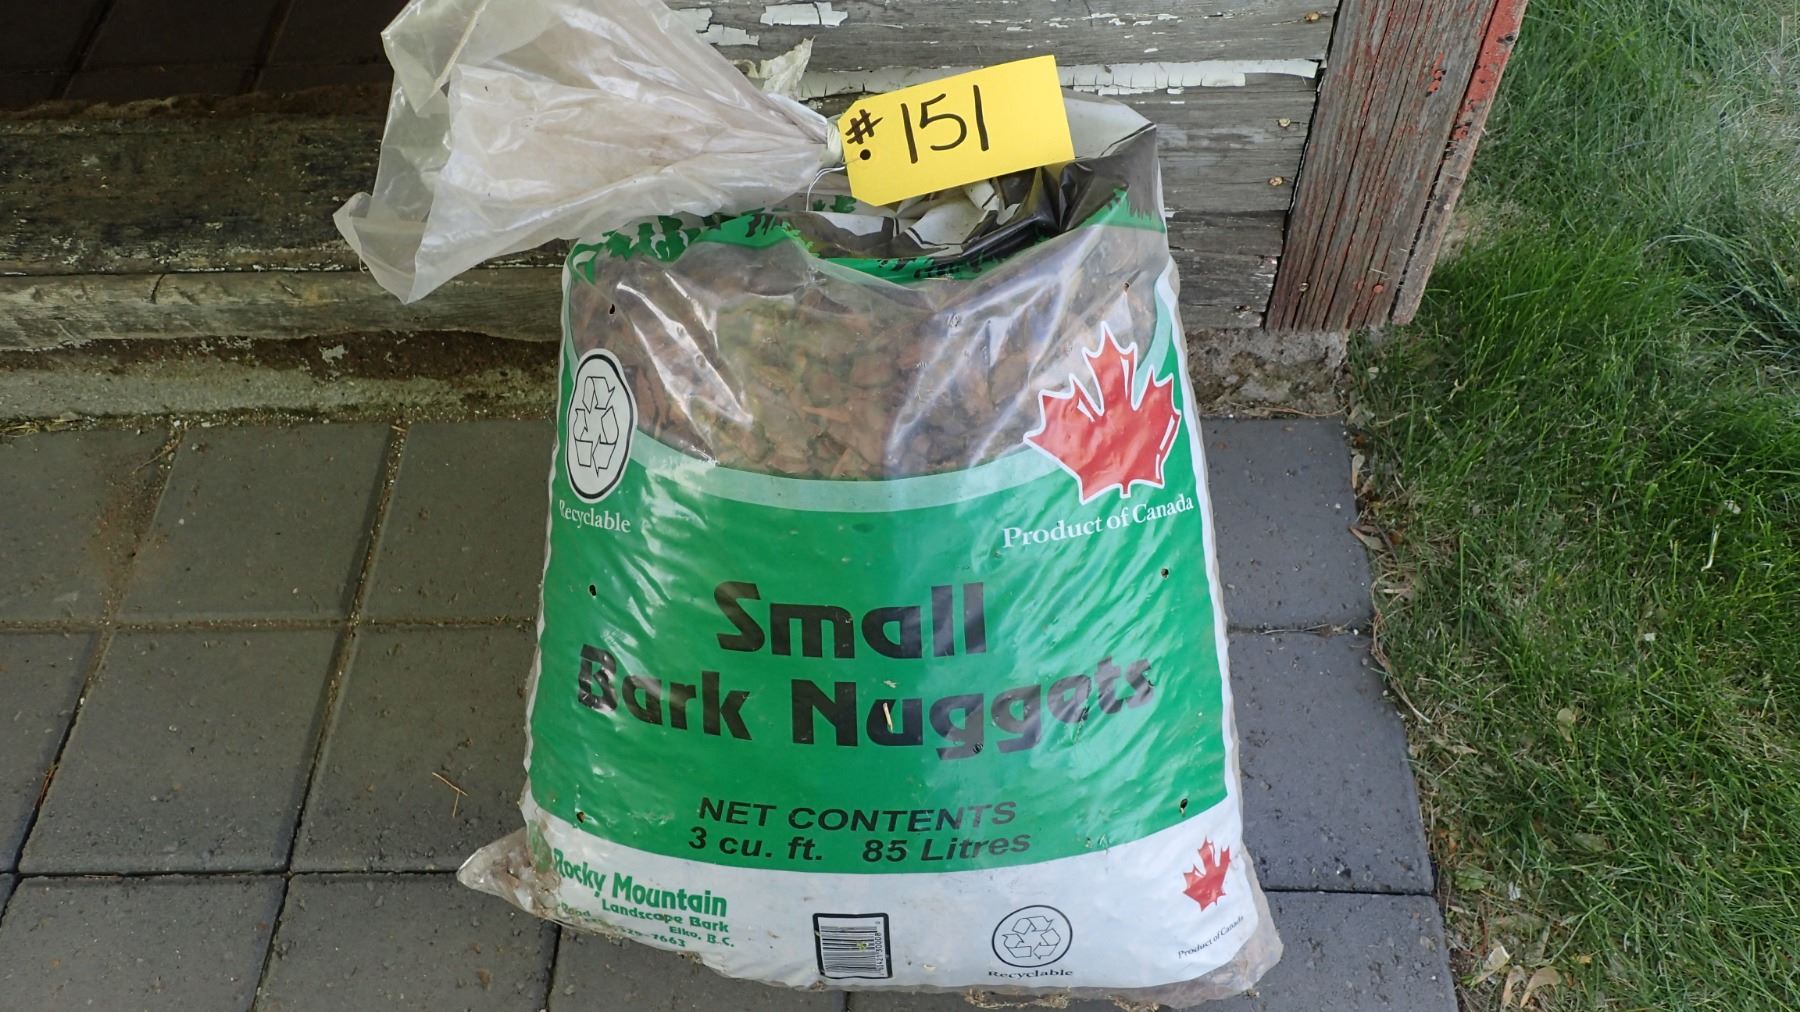 # 151
Recyclable
Product of Canada
Small
Bark Nuggets
NET CONTENTS
3 cu. ft. 85 Litres
Rocky Mountain
Landscape Bark
Elko, B.C.
Recyclable
Product of Canada